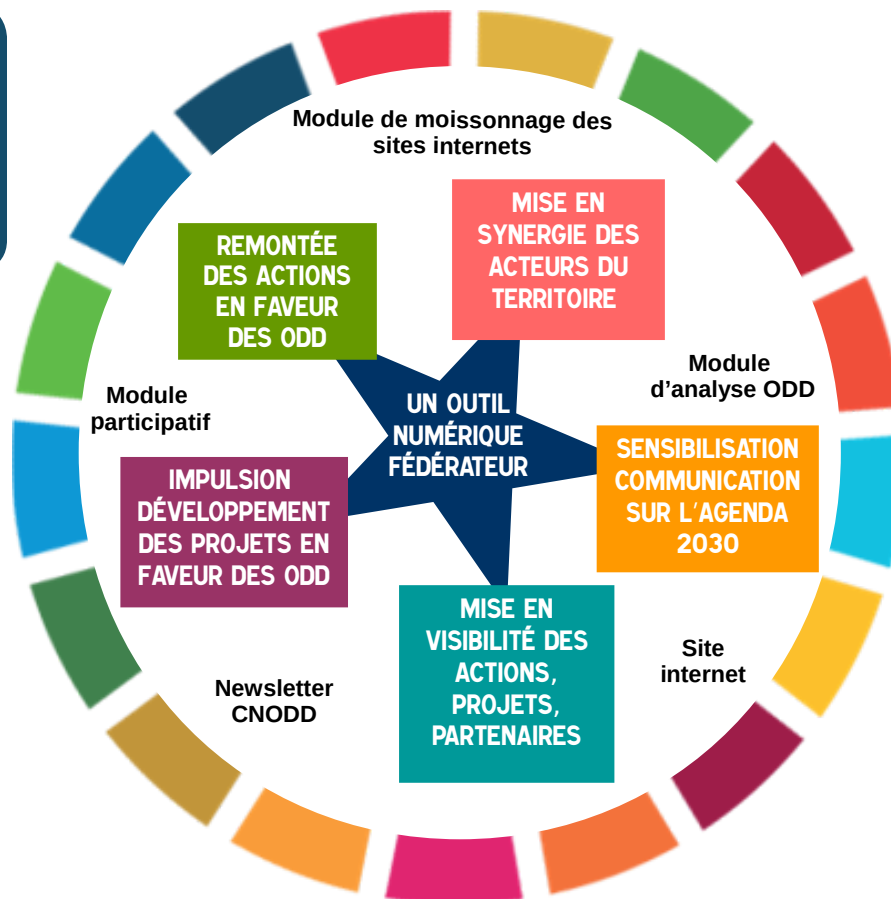 Module de moissonnage des
sites internets
MISE EN
SYNERGIE DES
ACTEURS DU
TERRITOIRE
REMONTÉE
DES ACTIONS
EN FAVEUR
DES ODD
Module
d'analyse ODD
Module
participatif
UN OUTIL
NUMÉRIQUE
FÉDÉRATEUR
SENSIBILISATION
COMMUNICATION
SUR L'AGENDA
2030
IMPULSION
DÉVELOPPEMENT
DES PROJETS EN
FAVEUR DES ODD
MISE EN
VISIBILITÉ DES
ACTIONS,
PROJETS,
PARTENAIRES
Site
internet
Newsletter
CNODD